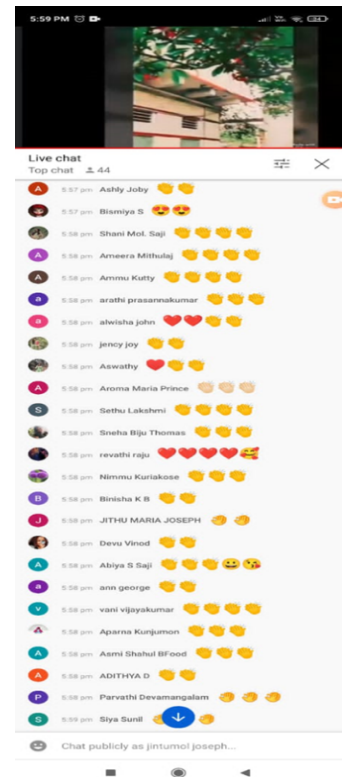 5:59 PM
Live chat
Top chat 44
5:57 pm Ashly Joby
5:57 pm Bismiya S
5:58 pm Shani Mol. Saji
5:58 pm Ameera Mithulaj
5:58 pm Ammu Kutty
5:58 pm arathi prasannakumar
5:58 pm alwisha john
5:58 pm jency joy
5:58 pm Aswathy
5:58 pm Aroma Maria Prince
5:58 pm Sethu Lakshmi
5:58 pm Sneha Biju Thomas
5:58 pm revathi raju
5:58 pm Nimmu Kuriakose
5:58 pm Binisha K B
5:58 pm JITHU MARIA JOSEPH
5:58 pm Devu Vinod
5:58 pm Abiya S Saji
5:58 pm ann george
5:58 pm vani vijayakumar
5:58 pm Aparna Kunjumon
5:58 pm Asmi Shahul BFood
5:58 pm ADITHYA D
5:58 pm Parvathi Devamangalam
5:59 pm Siya Sunil
Chat publicly as jintumol joseph...